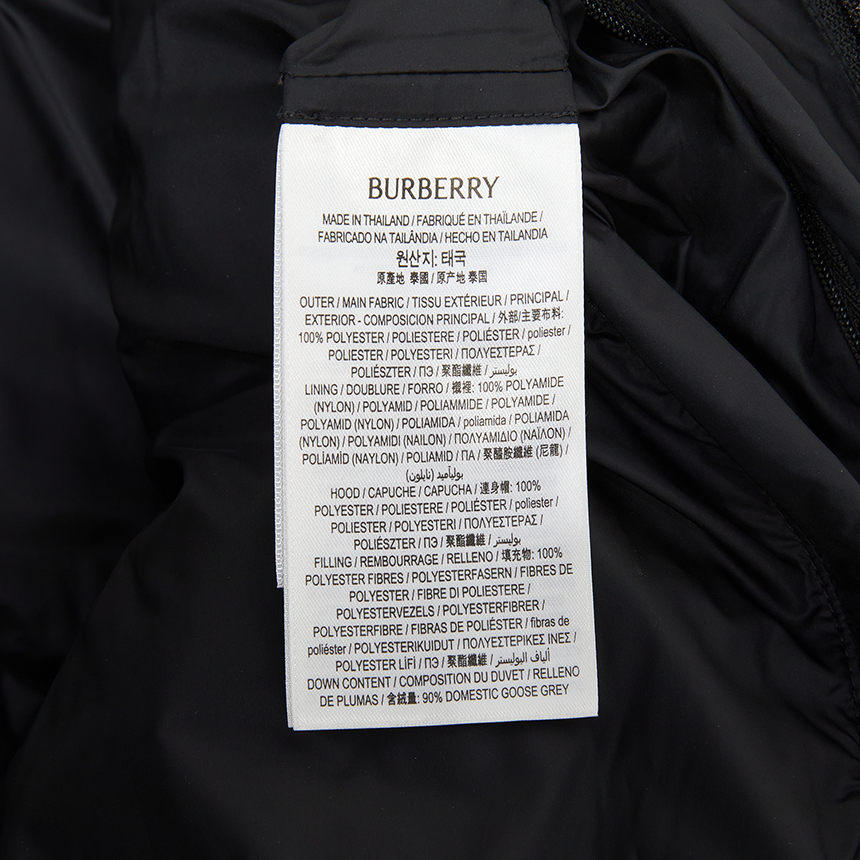 BURBERRY
MADE IN THAILAND / FABRIQUÉ EN THAÏLANDE /
FABRICADO NA TAILÂNDIA / HECHO EN TAILANDIA
원산지: 태국
原產地 泰國 / 原产地 泰国
OUTER / MAIN FABRIC / TISSU EXTÉRIEUR / PRINCIPAL /
EXTERIOR - COMPOSICION PRINCIPAL / 外部/主要布料:
100% POLYESTER / POLIESTERE / POLIÉSTER / poliester /
POLIESTER / POLYESTERI / ΠΟΛΥΕΣΤΕΡΑΣ /
POLIÉSZTER / ПЭ / 聚酯纖維 / بوليستر
LINING / DOUBLURE / FORRO / 襯裡: 100% POLYAMIDE
(NYLON) / POLYAMID / POLIAMMIDE / POLYAMIDE /
POLYAMID (NYLON) / POLIAMIDA / poliamida / POLIAMIDA
(NYLON) / POLYAMIDI (NAILON) / ΠΟΛΥΑΜΙΔΙΟ (ΝΑΪΛΟΝ) /
POLÍAMÍD (NAYLON) / POLIAMID / ПА / 聚醯胺纖維 (尼龍) /
بولیآمید (نايلون)
HOOD / CAPUCHE / CAPUCHA / 連身帽: 100%
POLYESTER / POLIESTERE / POLIÉSTER / poliester /
POLIESTER / POLYESTERI / ΠΟΛΥΕΣΤΕΡΑΣ /
POLIÉSZTER / ПЭ / 聚酯纖維 / بوليستر
FILLING / REMBOURRAGE / RELLENO / 填充物: 100%
POLYESTER FIBRES / POLYESTERFASERN / FIBRES DE
POLYESTER / FIBRE DI POLIESTERE /
POLYESTERVEZELS / POLYESTERFIBRER /
POLYESTERFIBRE / FIBRAS DE POLIÉSTER / fibras de
poliéster / POLYESTERIKUIDUT / ΠΟΛΥΕΣΤΕΡΙΚΕΣ ΙΝΕΣ /
POLYESTER LİFİ / ПЭ / 聚酯纖維 / ألياف البوليستر
DOWN CONTENT / COMPOSITION DU DUVET / RELLENO
DE PLUMAS / 含絨量: 90% DOMESTIC GOOSE GREY